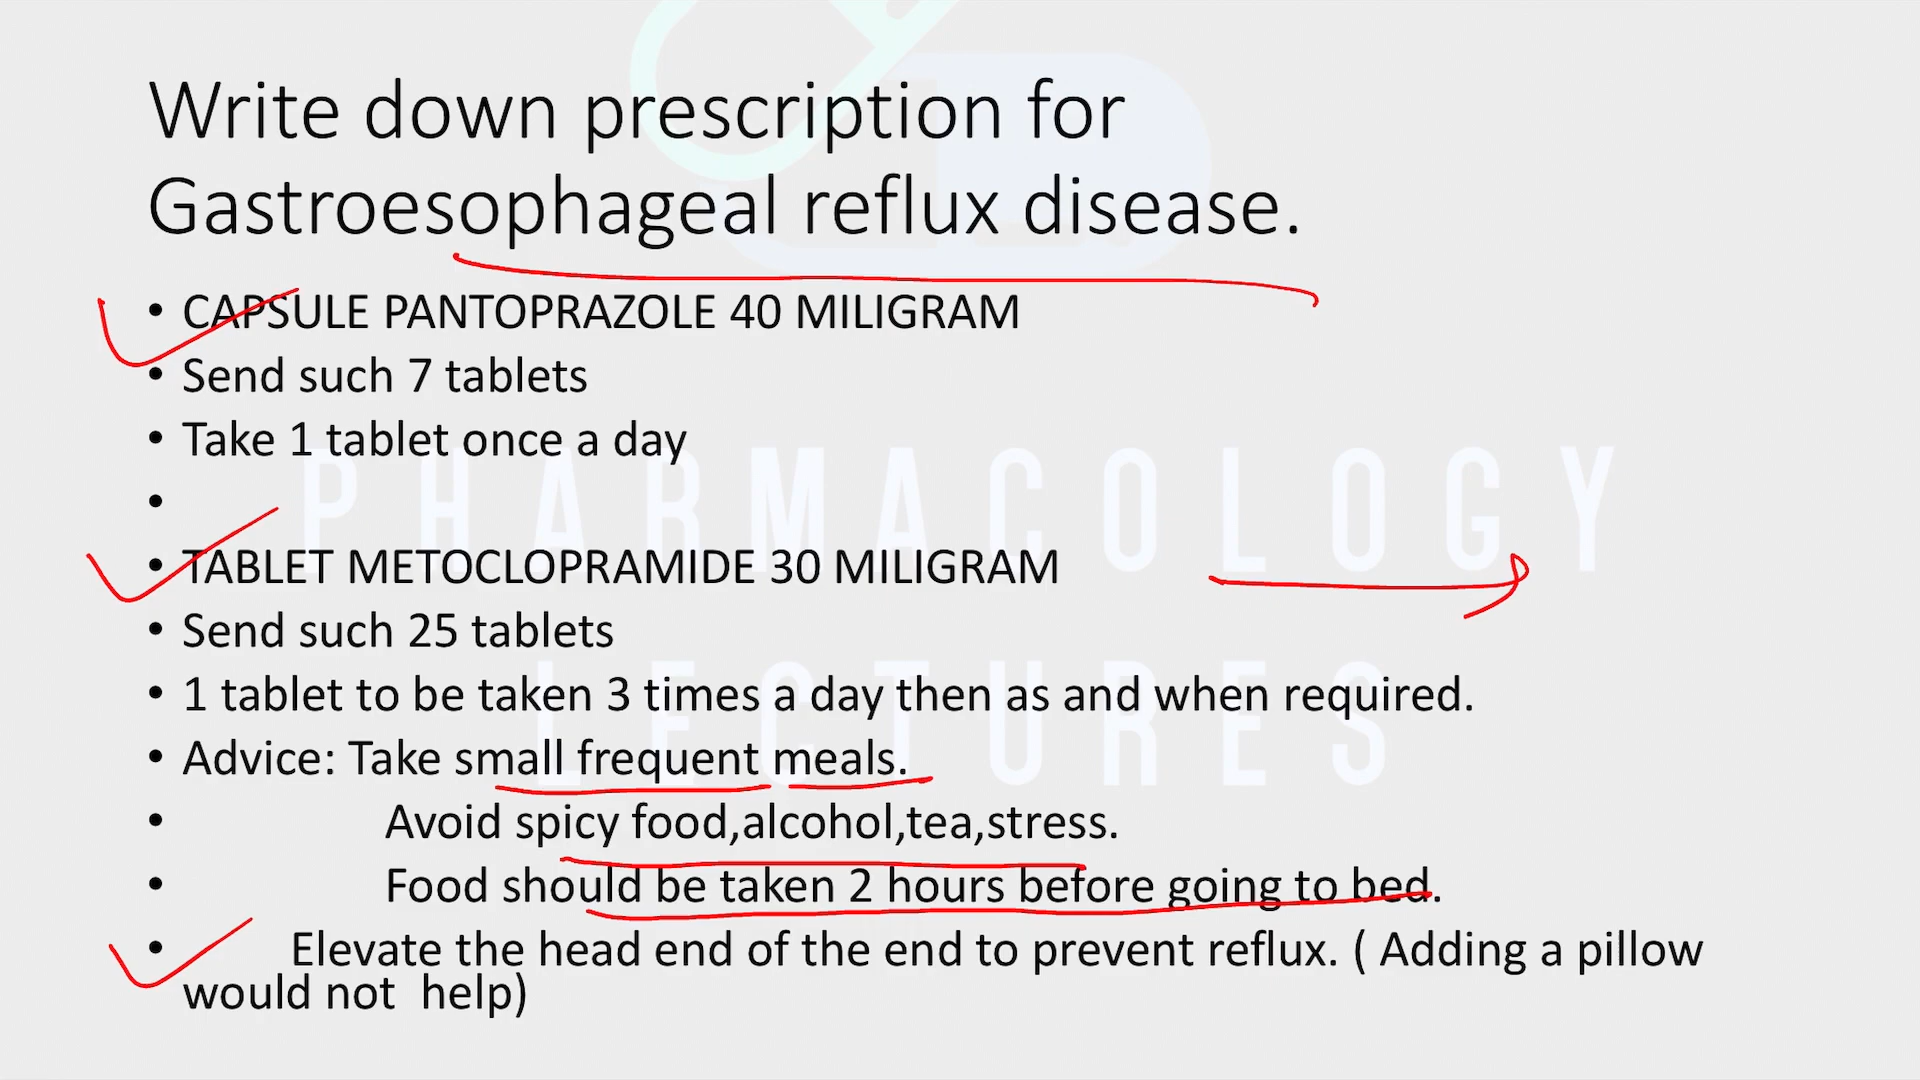 Write down prescription for
Gastroesophageal reflux disease.
• CAPSULE PANTOPRAZOLE 40 MILIGRAM
• Send such 7 tablets
• Take 1 tablet once a day
•
• TABLET METOCLOPRAMIDE 30 MILIGRAM
• Send such 25 tablets
• 1 tablet to be taken 3 times a day then as and when required.
• Advice: Take small frequent meals.
• Avoid spicy food,alcohol,tea,stress.
• Food should be taken 2 hours before going to bed.
• Elevate the head end of the end to prevent reflux. ( Adding a pillow
would not help)
PHARMACOLOGY
LECTURES